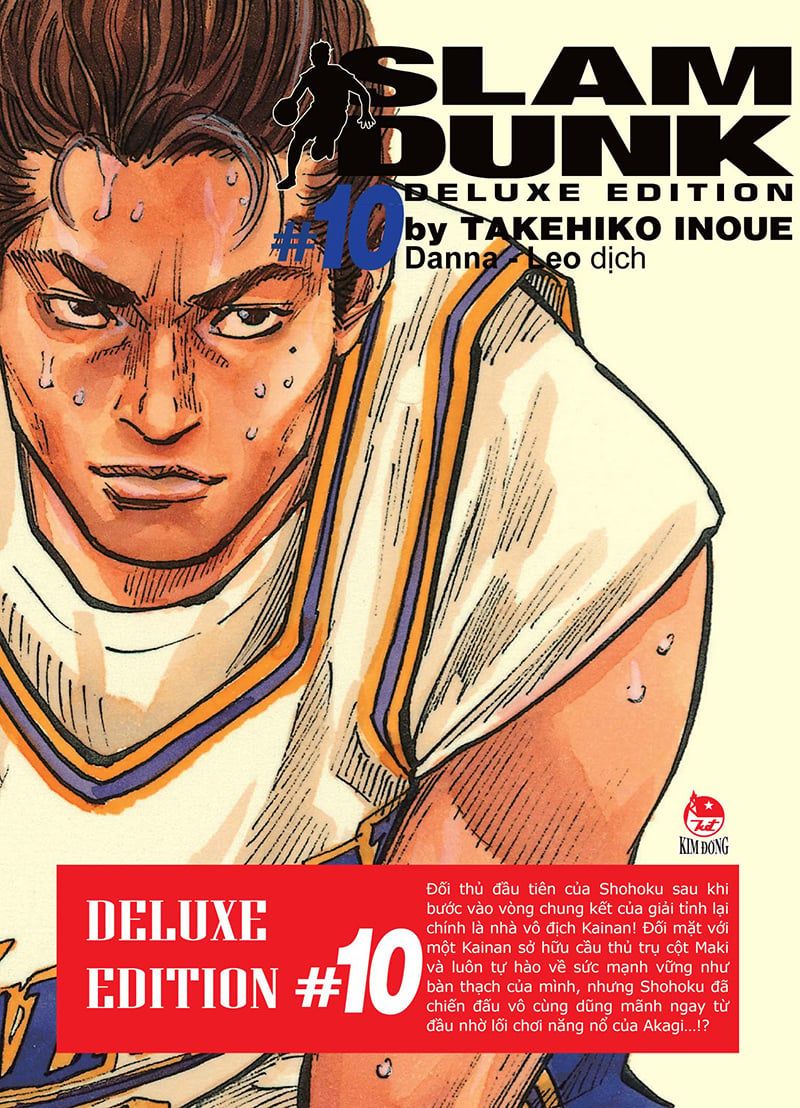 SLAM
DUNK
DELUXE EDITION
#10
by TAKEHIKO INOUE
Danna - Leo dịch
KIM ĐỒNG
DELUXE
EDITION #10
Đối thủ đầu tiên của Shohoku sau khi
bước vào vòng chung kết của giải tỉnh lại
chính là nhà vô địch Kainan! Đối mặt với
một Kainan sở hữu cầu thủ trụ cột Maki
và luôn tự hào về sức mạnh vững như
bàn thạch của mình, nhưng Shohoku đã
chiến đấu vô cùng dũng mãnh ngay từ
đầu nhờ lối chơi năng nổ của Akagi...!?